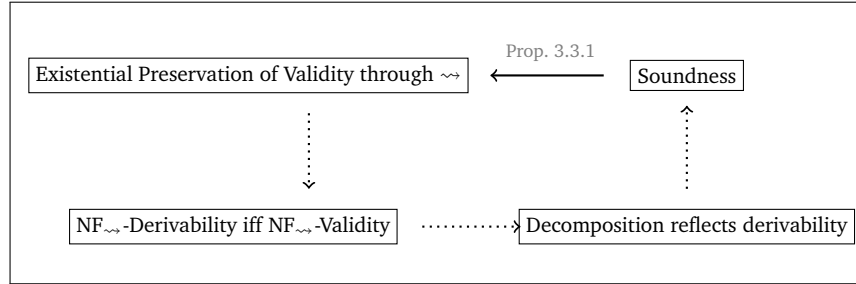 Prop. 3.3.1
Existential Preservation of Validity through ⇝ Soundness
NF⇝-Derivability iff NF⇝-Validity Decomposition reflects derivability